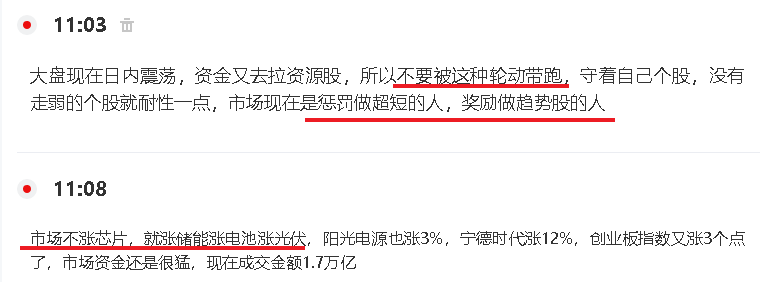 11:03
大盘现在日内震荡，资金又去拉资源股，所以不要被这种轮动带跑，守着自己个股，没有
走弱的个股就耐性一点，市场现在是惩罚做超短的人，奖励做趋势股的人
11:08
市场不涨芯片，就涨储能涨电池涨光伏，阳光电源也涨3%，宁德时代涨12%，创业板指数又涨3个点
了，市场资金还是很猛，现在成交金额1.7万亿